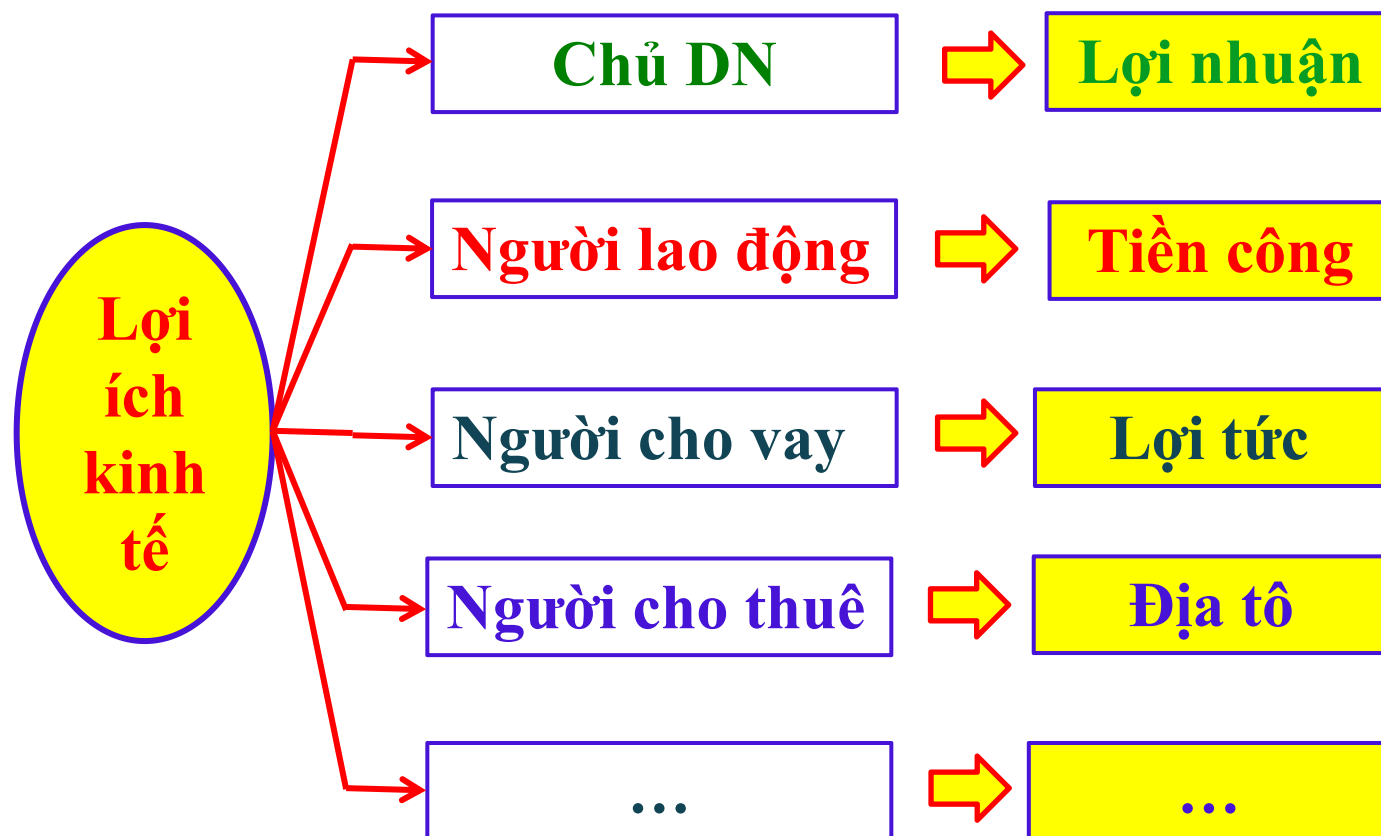 Lợi
ích
kinh
tế
Chủ DN
Lợi nhuận
Người lao động
Tiền công
Người cho vay
Lợi tức
Người cho thuê
Địa tô
...
...